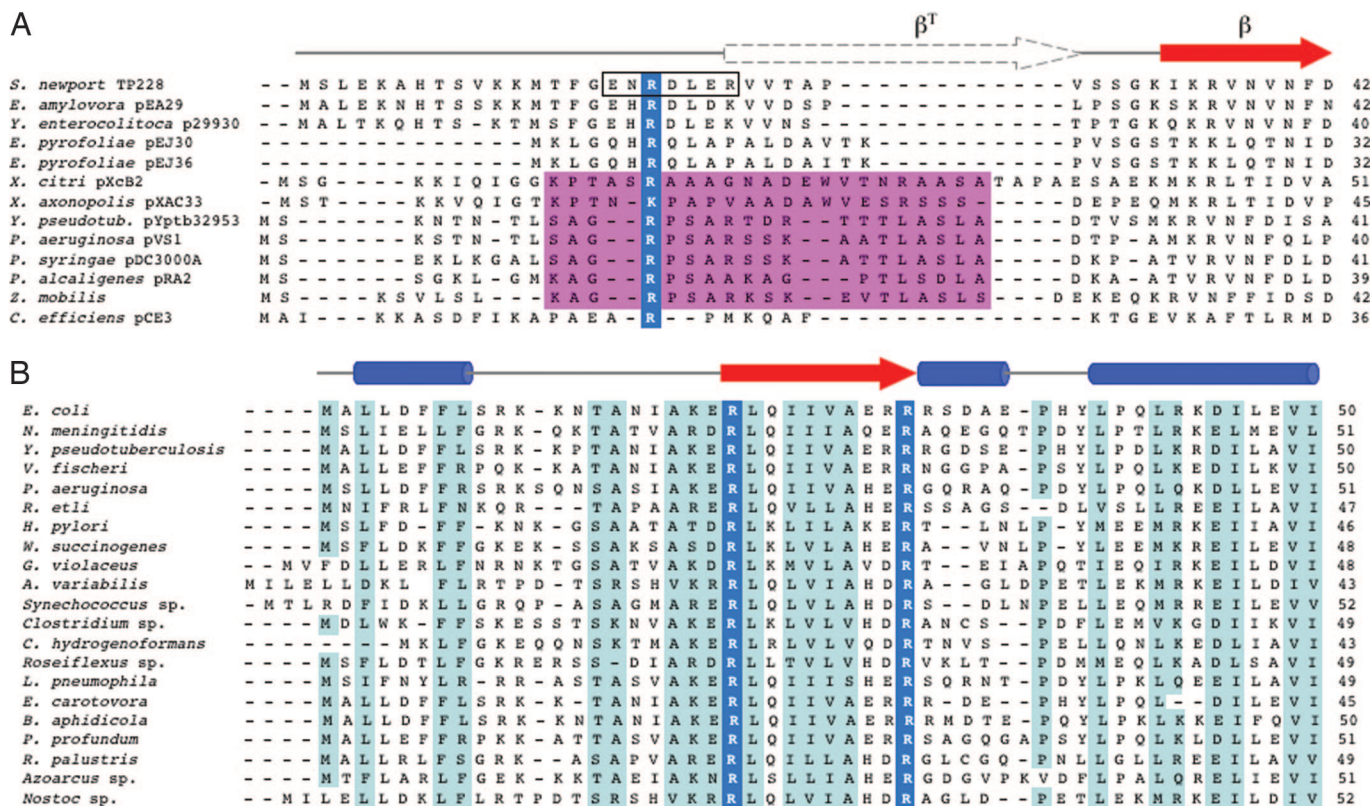 A
βᵀ β
S. newport TP228 - - M S L E K A H T S V K K M T F G E N R D L E R V V T A P - - - - - - - - - - - - V S S G K I K R V N V N F D 42
E. amylovora pEA29 - - M S L E K N H T S S K K M T F G E H R D L D K V V D S P - - - - - - - - - - - - L P S G K S K R V N V N F N 42
Y. enterocolitoca p29930 - - M A L T K Q H T S - K T M S F G E H R D L E K V V N S - - - - - - - - - - - - - T P T G K Q K R V N V N F D 40
E. pyrofoliae pEJ30 - - - - - - - - - - - - - - M K L G Q H R Q L A P A L D A V T K - - - - - - - - - - P V S G S T K K L Q T N I D 32
E. pyrofoliae pEJ36 - - - - - - - - - - - - - - M K L G Q H R Q L A P A L D A I T K - - - - - - - - - - P V S G S T K K L Q T N I D 32
X. citri pXcB2 - M S G - - - - K K I Q I G G K P T A S R A A A G N A D E W V T N R A A S A T A P A E S A E K M K R L T I D V A 51
X. axonopolis pXAC33 - M S T - - - - K K V Q I G T K P T N - K P A P V A A D A W V E S R S S S - - - - - D E P E Q M K R L T I D V P 45
Y. pseudotub. pYptb32953 M S - - - - - - K N T N - T L S A G - - R P S A R T D R - - T T T L A S L A - - - - D T V S M K R V N F D I S A 41
P. aeruginosa pVS1 M S - - - - - - K S T N - T L S A G - - R P S A R S S K - - A A T L A S L A - - - - D T P - A M K R V N F Q L P 40
P. syringae pDC3000A M S - - - - - - E K L K G A L S A G - - R P S A R S S K - - A A T L A S L A - - - - D K P - A T V R V N F D L A 41
P. alcaligenes pRA2 M S - - - - - - S G K L - G M K A G - - R P S A A K A G - - - P T L S D L A - - - - D K A - A T V R V N F D L D 39
Z. mobilis M S - - - - K S V L S L - - - K A G - - R P S A R K S K - - E V T L A S L S - - - D E K E Q K R V N F F I D S D 42
C. efficiens pCE3 M A I - - - - K K A S D F I K A P A E A R - - P M K Q A F - - - - - - - - - - - - - - K T G E V K A F T L R M D 36
B
E. coli - - - - M A L L D F F L S R K - K N T A N I A K E R L Q I I V A E R R R S D A E - P H Y L P Q L R K D I L E V I 50
N. meningitidis - - - - M S L I E L L F G R K - Q K T A T V A R D R L Q I I I A Q E R A Q E G Q T P D Y L P T L R K E L M E V L 51
Y. pseudotuberculosis - - - - M A L L D F F L S R K - K P T A N I A K E R L Q I I V A E R R R G D S E - P H Y L P D L K R D I L A V I 50
V. fischeri - - - - M A L L E F F R P Q K - K A T A N I A K E R L Q I I V A E R R N G G P A - P S Y L P Q L K E D I L K V I 50
P. aeruginosa - - - - M S L L D F F R S R K S Q N S A S I A K E R L Q I I V A H E R G Q R A Q - P D Y L P Q L Q K D L L E V I 51
R. etli - - - - M N I F R L F N K Q R - - - T A P A A R E R L Q V L L A H E R S S A G S - - D L V S L L R E E I L A V I 47
H. pylori - - - - M S L F D - F F - K N K - G S A A T A T D R L K L I L A K E R T - - L N L P - Y M E E M R K E I I A V I 46
W. succinogenes - - - - M S F L D K F F G K E K - S S A K S A S D R L K L V L A H E R A - - V N L P - Y L E E M K R E I L E V I 48
G. violaceus - - M V F D L L E R L F N R N K T G S A T V A K D R L K M V L A V D R T - - E I A P Q T I E Q I R K E I L D V I 48
A. variabilis M I L E L L D K L F L R T P D - T S R S H V K R R L Q L V I A H D R A - G L D P E T L E K M R K E I L D I V 43
Synechococcus sp. - M T L R D F I D K L L G R Q P - A S A G M A R E R L Q L V L A H D R S - - D L N P E L L E Q M R R E I L E V V 52
Clostridium sp. M D L W K - F F S K E S S T S K N V A K D R L K L V L V H D R A N C S - P D F L E M V K G D I I K V I 49
C. hydrogenoformans - - - - - - - - M K L F G K E Q Q N S K T M A K E R L R L V L V Q D R T N V S - P E L L Q N L K E D I L A V I 43
Roseiflexus sp. - - - - M S F L D T L F G K R E R S S - D I A R D R L L T V L V H D R V K L T - P D M M E Q L K A D L S A V I 49
L. pneumophila - - - - M S I F N Y L R - R R - A S T A S V A K E R L Q I I I S H E R S Q R N T - P D Y L P K L Q E E I L A V I 49
E. carotovora - - - - M A L L D F F L S R K - K - T A N I A K E R L Q I I V A E R R R - D E - P H Y L P Q L - - D I L E V I 45
B. aphidicola - - - - M A L L D F F L S R K - K N T A N I A K E R L Q I I V A E R R R M D T E - P Q Y L P K L K K E I F Q V I 50
P. profundum - - - - M A L L E F F R P K K - A T T A S V A K E R L Q I I V A E R R S A G Q G A P S Y L P Q L K L D L L E V I 51
R. palustris - - - - M A L L R L F S G R K - - A S A P V A R E R L Q I L L A H D R G L C G Q - P N L L G L L R E E I L A V V 49
Azoarcus sp. - - - - M T F L A R L F G E K - K K T A E I A K N R L S L L I A H E R G D G V P K V D F L P A L Q R E L I E V I 51
Nostoc sp. - - M I L E L L D K L F L R T P D T S R S H V K R R L Q L V I A H D R A G L D - P E T L E K M R K E I L D I V 52